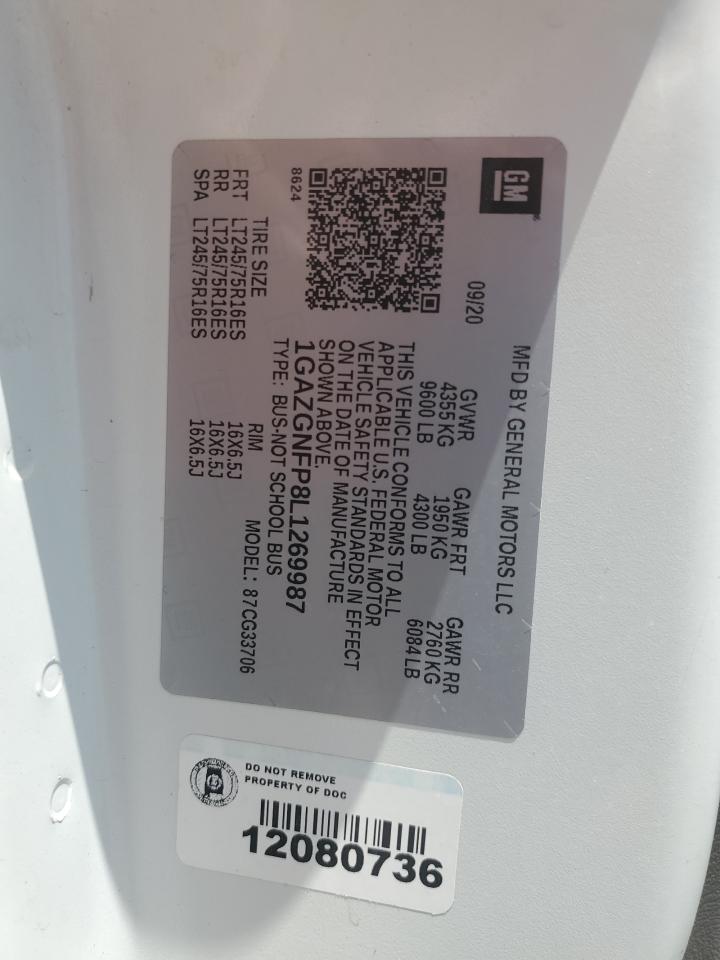 GM
MFD BY GENERAL MOTORS LLC
09/20
GVWR GAWR FRT GAWR RR
4355 KG 1950 KG 2760 KG
9600 LB 4300 LB 6084 LB
THIS VEHICLE CONFORMS TO ALL
APPLICABLE U.S. FEDERAL MOTOR
VEHICLE SAFETY STANDARDS IN EFFECT
ON THE DATE OF MANUFACTURE
SHOWN ABOVE.
8624
1GAZGNFP8L1269987
TYPE: BUS-NOT SCHOOL BUS
MODEL: 87CG33706
TIRE SIZE RIM
FRT LT245/75R16ES 16X6.5J
RR LT245/75R16ES 16X6.5J
SPA LT245/75R16ES 16X6.5J
DO NOT REMOVE
PROPERTY OF DOC
12080736